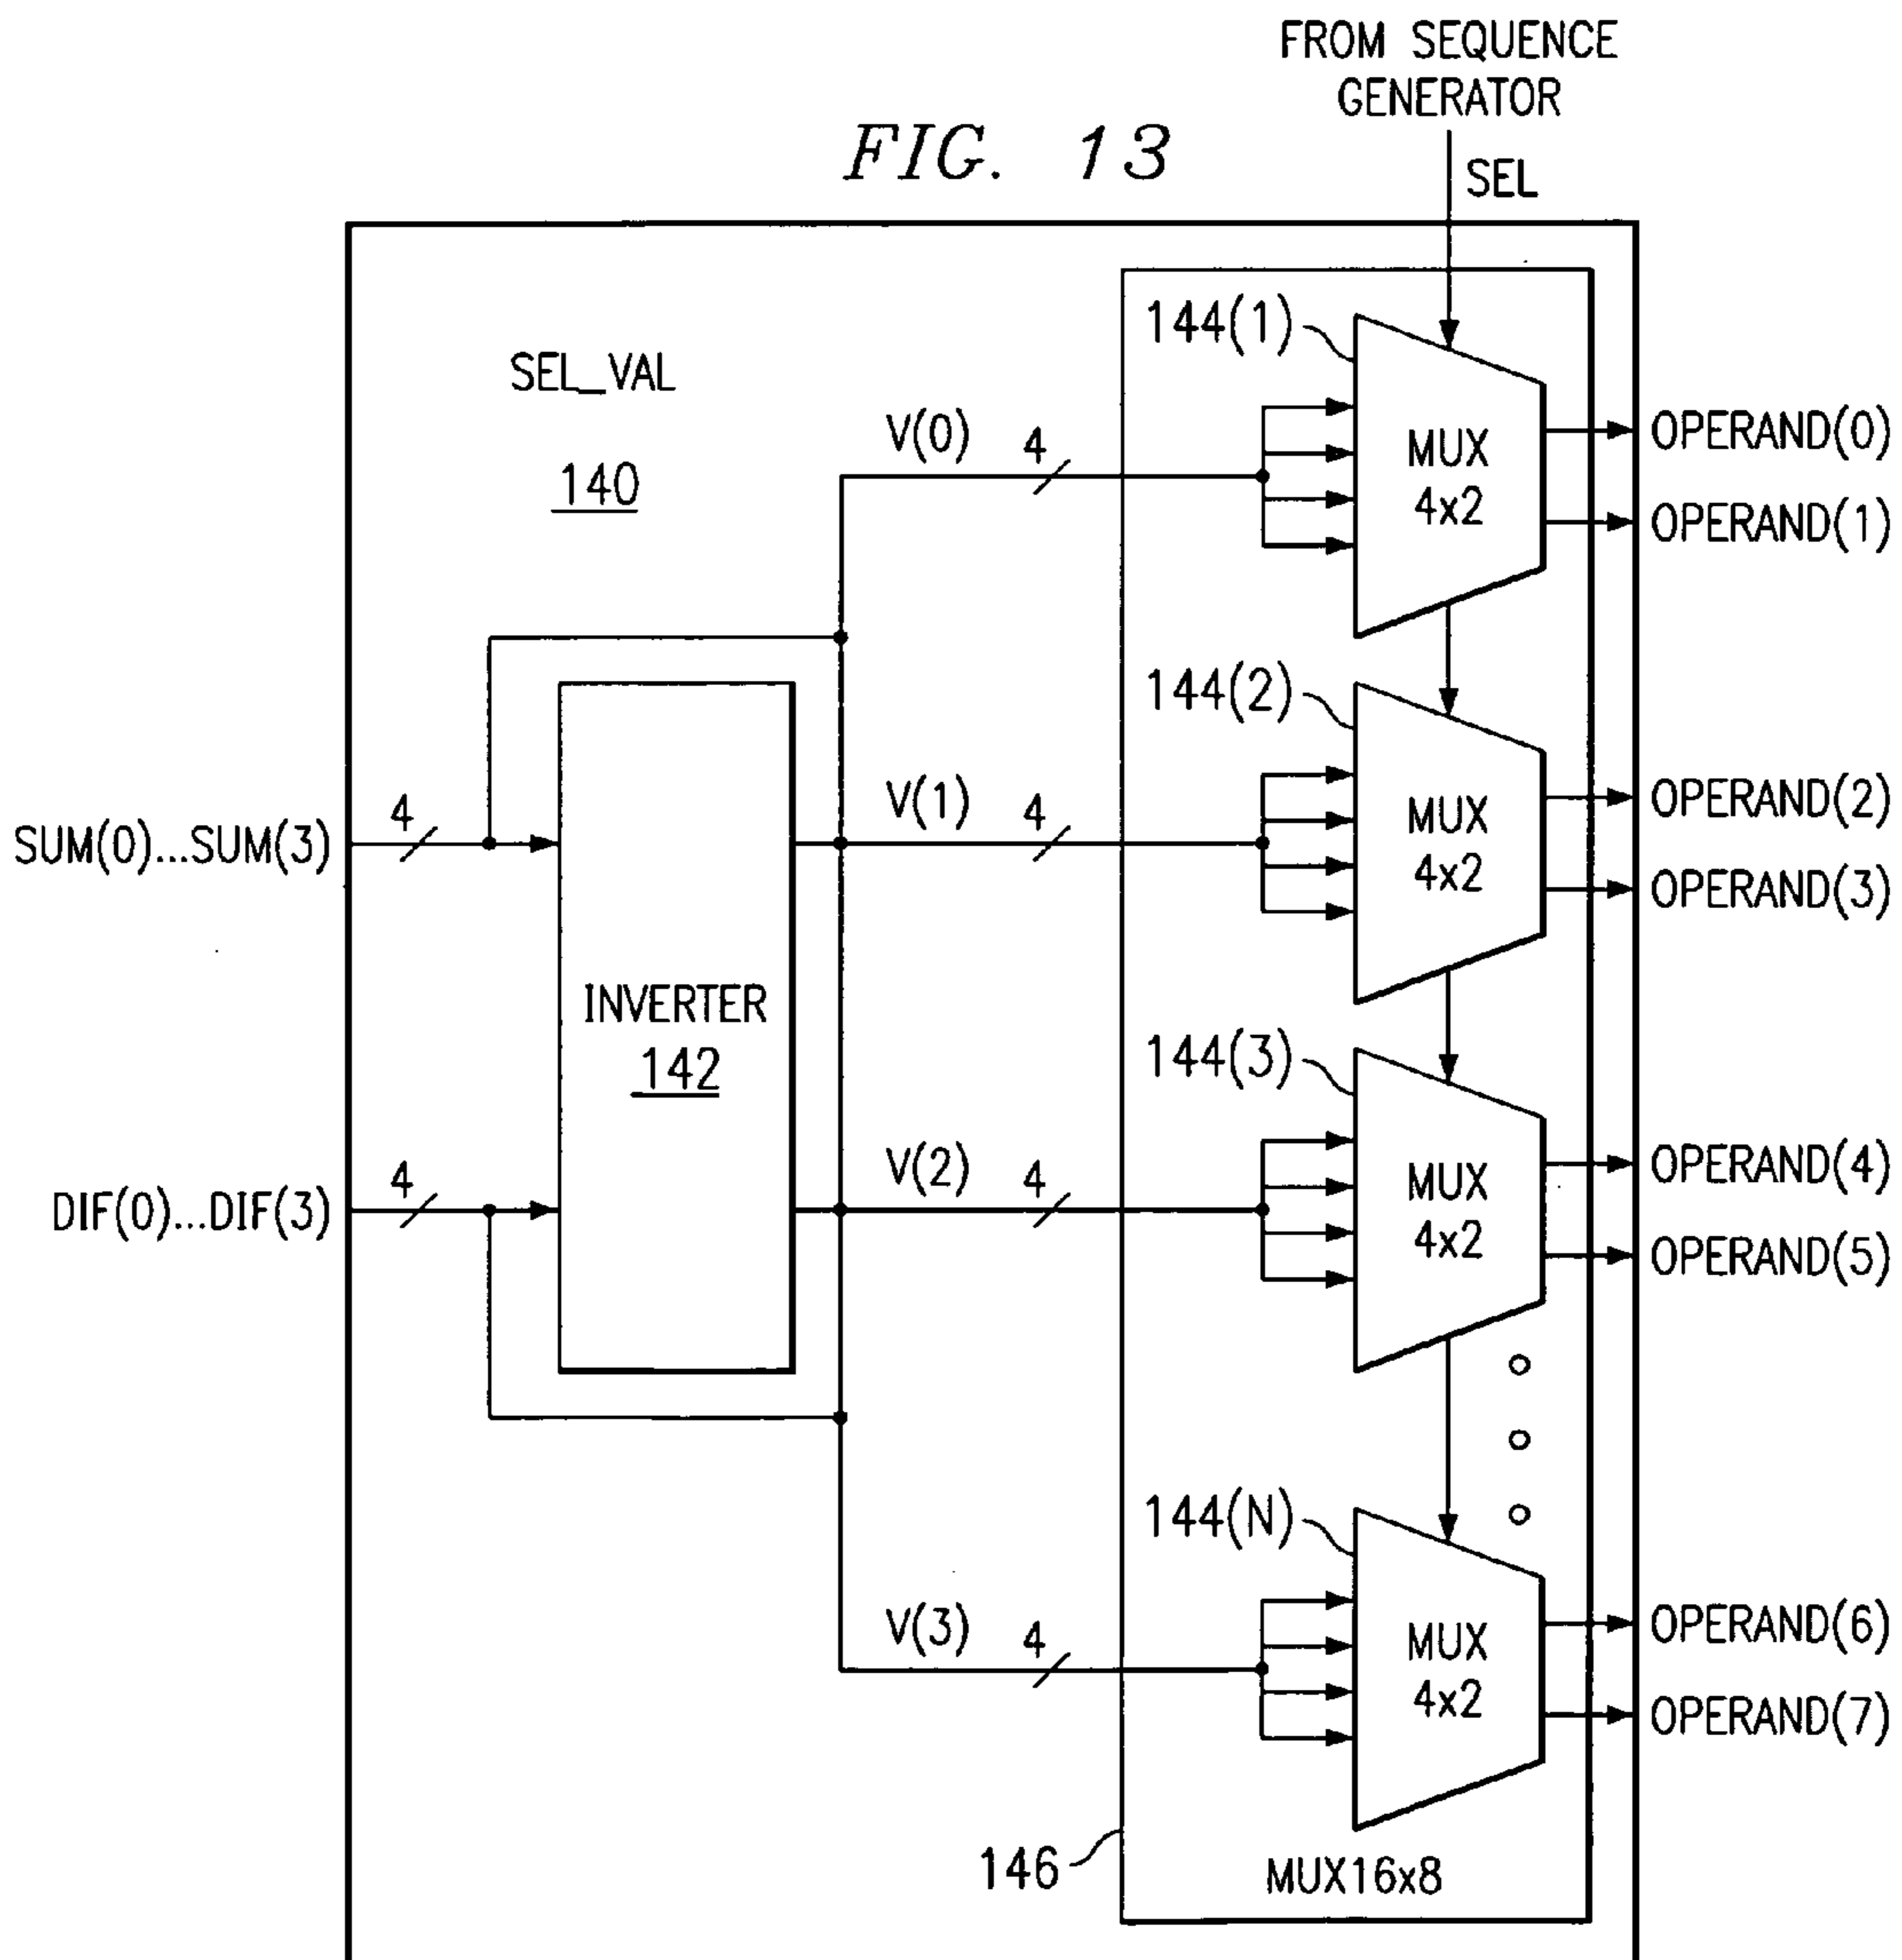 FROM SEQUENCE
GENERATOR
FIG. 13
SEL
144(1)
SEL_VAL
140
V(0)
4
MUX
4x2
OPERAND(0)
OPERAND(1)
144(2)
SUM(0)...SUM(3)
4
V(1)
4
MUX
4x2
OPERAND(2)
OPERAND(3)
INVERTER
142
144(3)
DIF(0)...DIF(3)
4
V(2)
4
MUX
4x2
OPERAND(4)
OPERAND(5)
144(N)
V(3)
4
MUX
4x2
OPERAND(6)
OPERAND(7)
146
MUX16x8